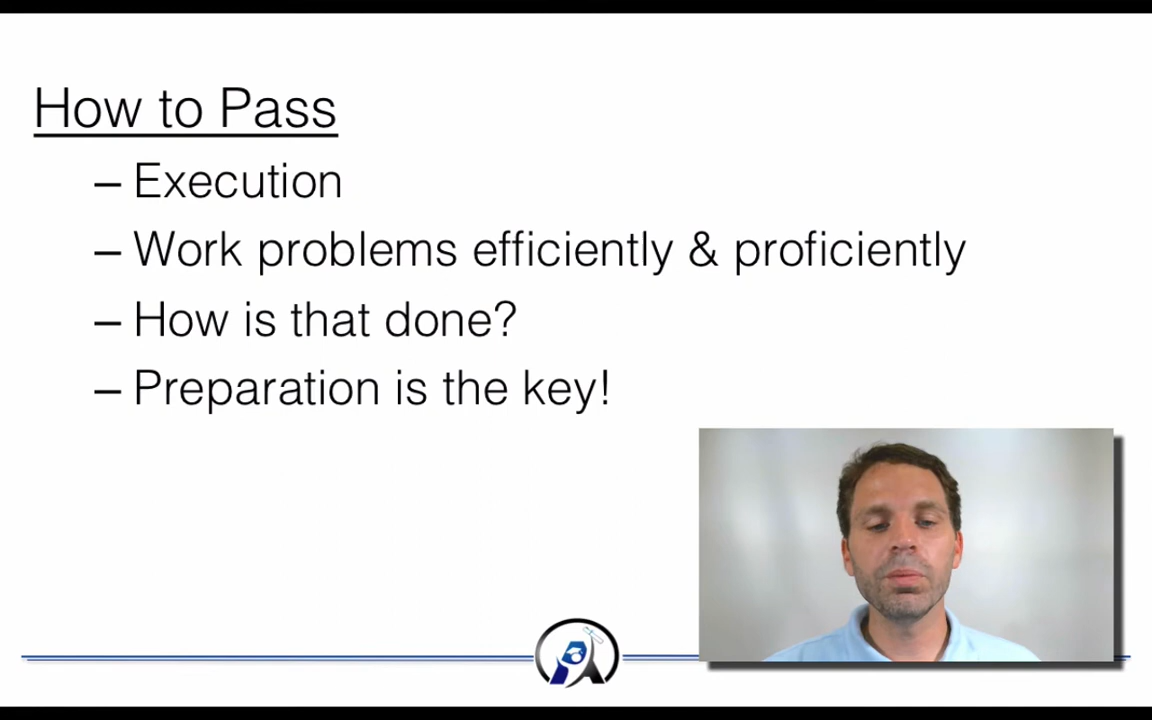 How to Pass
– Execution
– Work problems efficiently & proficiently
– How is that done?
– Preparation is the key!